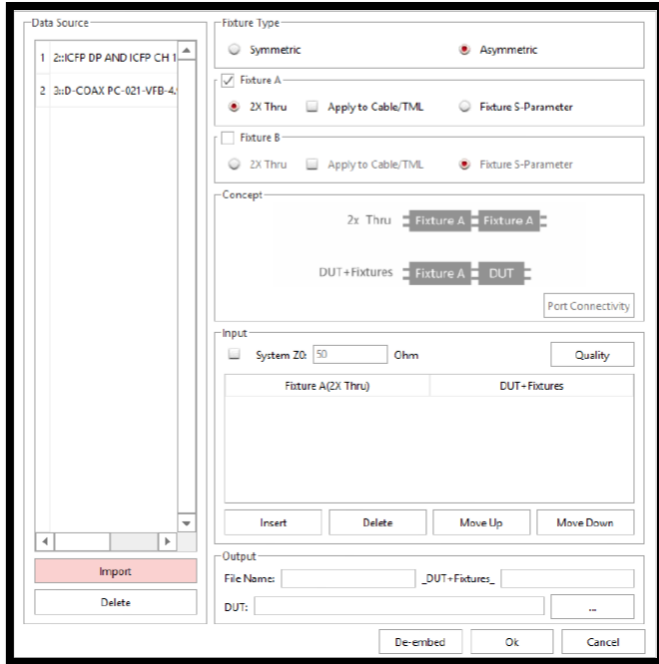 Data Source
1 2::ICFP DP AND ICFP CH 1
2 3::D-COAX PC-021-VFB-4.
Import
Delete
Fixture Type
Symmetric Asymmetric
Fixture A
2X Thru Apply to Cable/TML Fixture S-Parameter
Fixture B
2X Thru Apply to Cable/TML Fixture S-Parameter
Concept
2x Thru Fixture A Fixture A
DUT+Fixtures Fixture A DUT
Port Connectivity
Input
System Z0: 50 Ohm Quality
Fixture A(2X Thru) DUT+Fixtures
Insert Delete Move Up Move Down
Output
File Name: _DUT+Fixtures_
DUT: ...
De-embed Ok Cancel